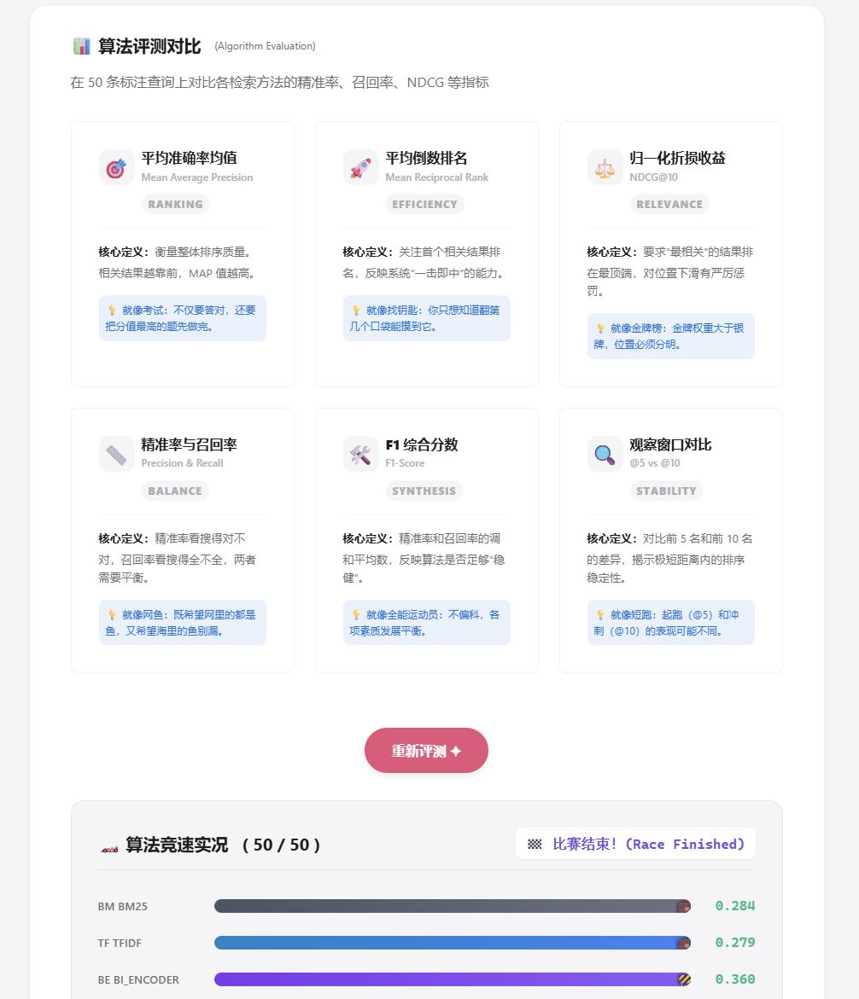 算法评测对比 (Algorithm Evaluation)
在 50 条标注查询上对比各检索方法的精准率、召回率、NDCG 等指标
平均准确率均值
Mean Average Precision
RANKING
核心定义：衡量整体排序质量。
相关结果越靠前，MAP 值越高。
就像考试：不仅要答对，还要
把分值最高的题先做完。
平均倒数排名
Mean Reciprocal Rank
EFFICIENCY
核心定义：关注首个相关结果排
名，反映系统“一击即中”的能力。
就像找钥匙：你只想知道翻第
几个口袋能摸到它。
归一化折损收益
NDCG@10
RELEVANCE
核心定义：要求“最相关”的结果排
在最顶端，对位置下滑有严厉惩
罚。
就像金牌榜：金牌权重大于银
牌，位置必须分明。
精准率与召回率
Precision & Recall
BALANCE
核心定义：精准率看搜得对不
对，召回率看搜得全不全，两者
需要平衡。
就像网鱼：既希望网里的都是
鱼，又希望海里的鱼别漏。
F1 综合分数
F1-Score
SYNTHESIS
核心定义：精准率和召回率的调
和平均数，反映算法是否足够“稳
健”。
就像全能运动员：不偏科，各
项素质发展平衡。
观察窗口对比
@5 vs @10
STABILITY
核心定义：对比前 5 名和前 10 名
的差异，揭示极短距离内的排序
稳定性。
就像短跑：起跑（@5）和冲
刺（@10）的表现可能不同。
重新评测 ✦
算法竞速实况 ( 50 / 50 )
比赛结束！(Race Finished)
BM BM25 0.284
TF TFIDF 0.279
BE BI_ENCODER 0.360